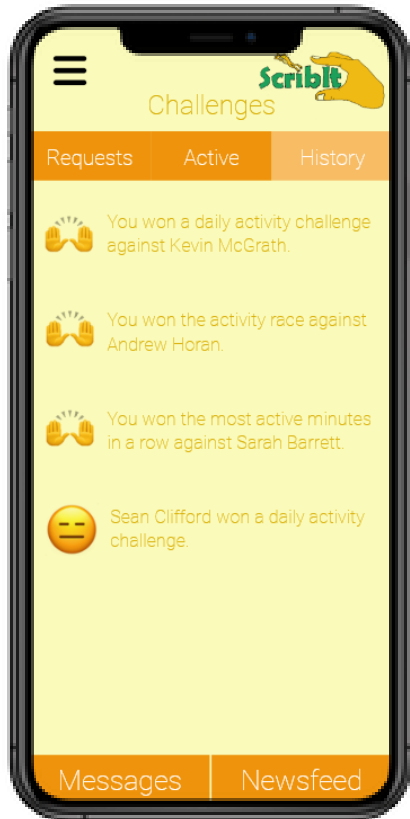 ScribIt
Challenges
Requests Active History
You won a daily activity challenge
against Kevin McGrath.
You won the activity race against
Andrew Horan.
You won the most active minutes
in a row against Sarah Barrett.
Sean Clifford won a daily activity
challenge.
Messages Newsfeed